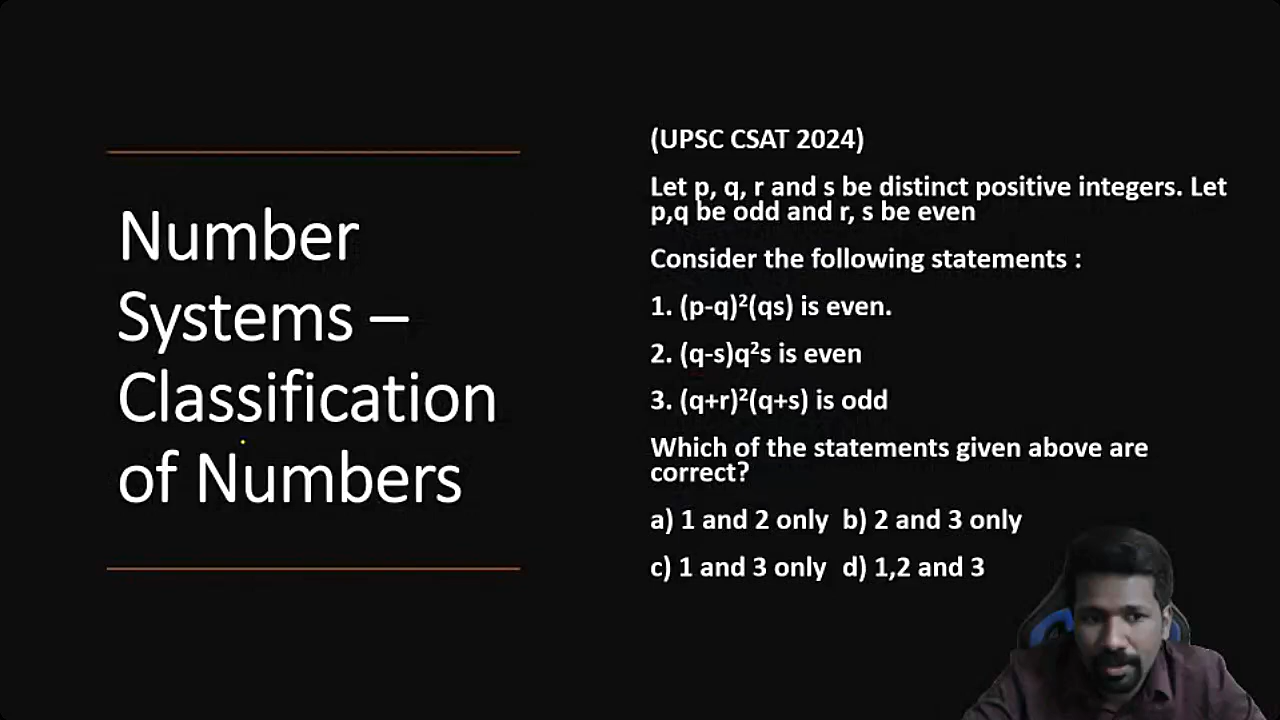 Number
Systems –
Classification
of Numbers
(UPSC CSAT 2024)
Let p, q, r and s be distinct positive integers. Let
p,q be odd and r, s be even
Consider the following statements :
1. (p-q)²(qs) is even.
2. (q-s)q²s is even
3. (q+r)²(q+s) is odd
Which of the statements given above are
correct?
a) 1 and 2 only b) 2 and 3 only
c) 1 and 3 only d) 1,2 and 3